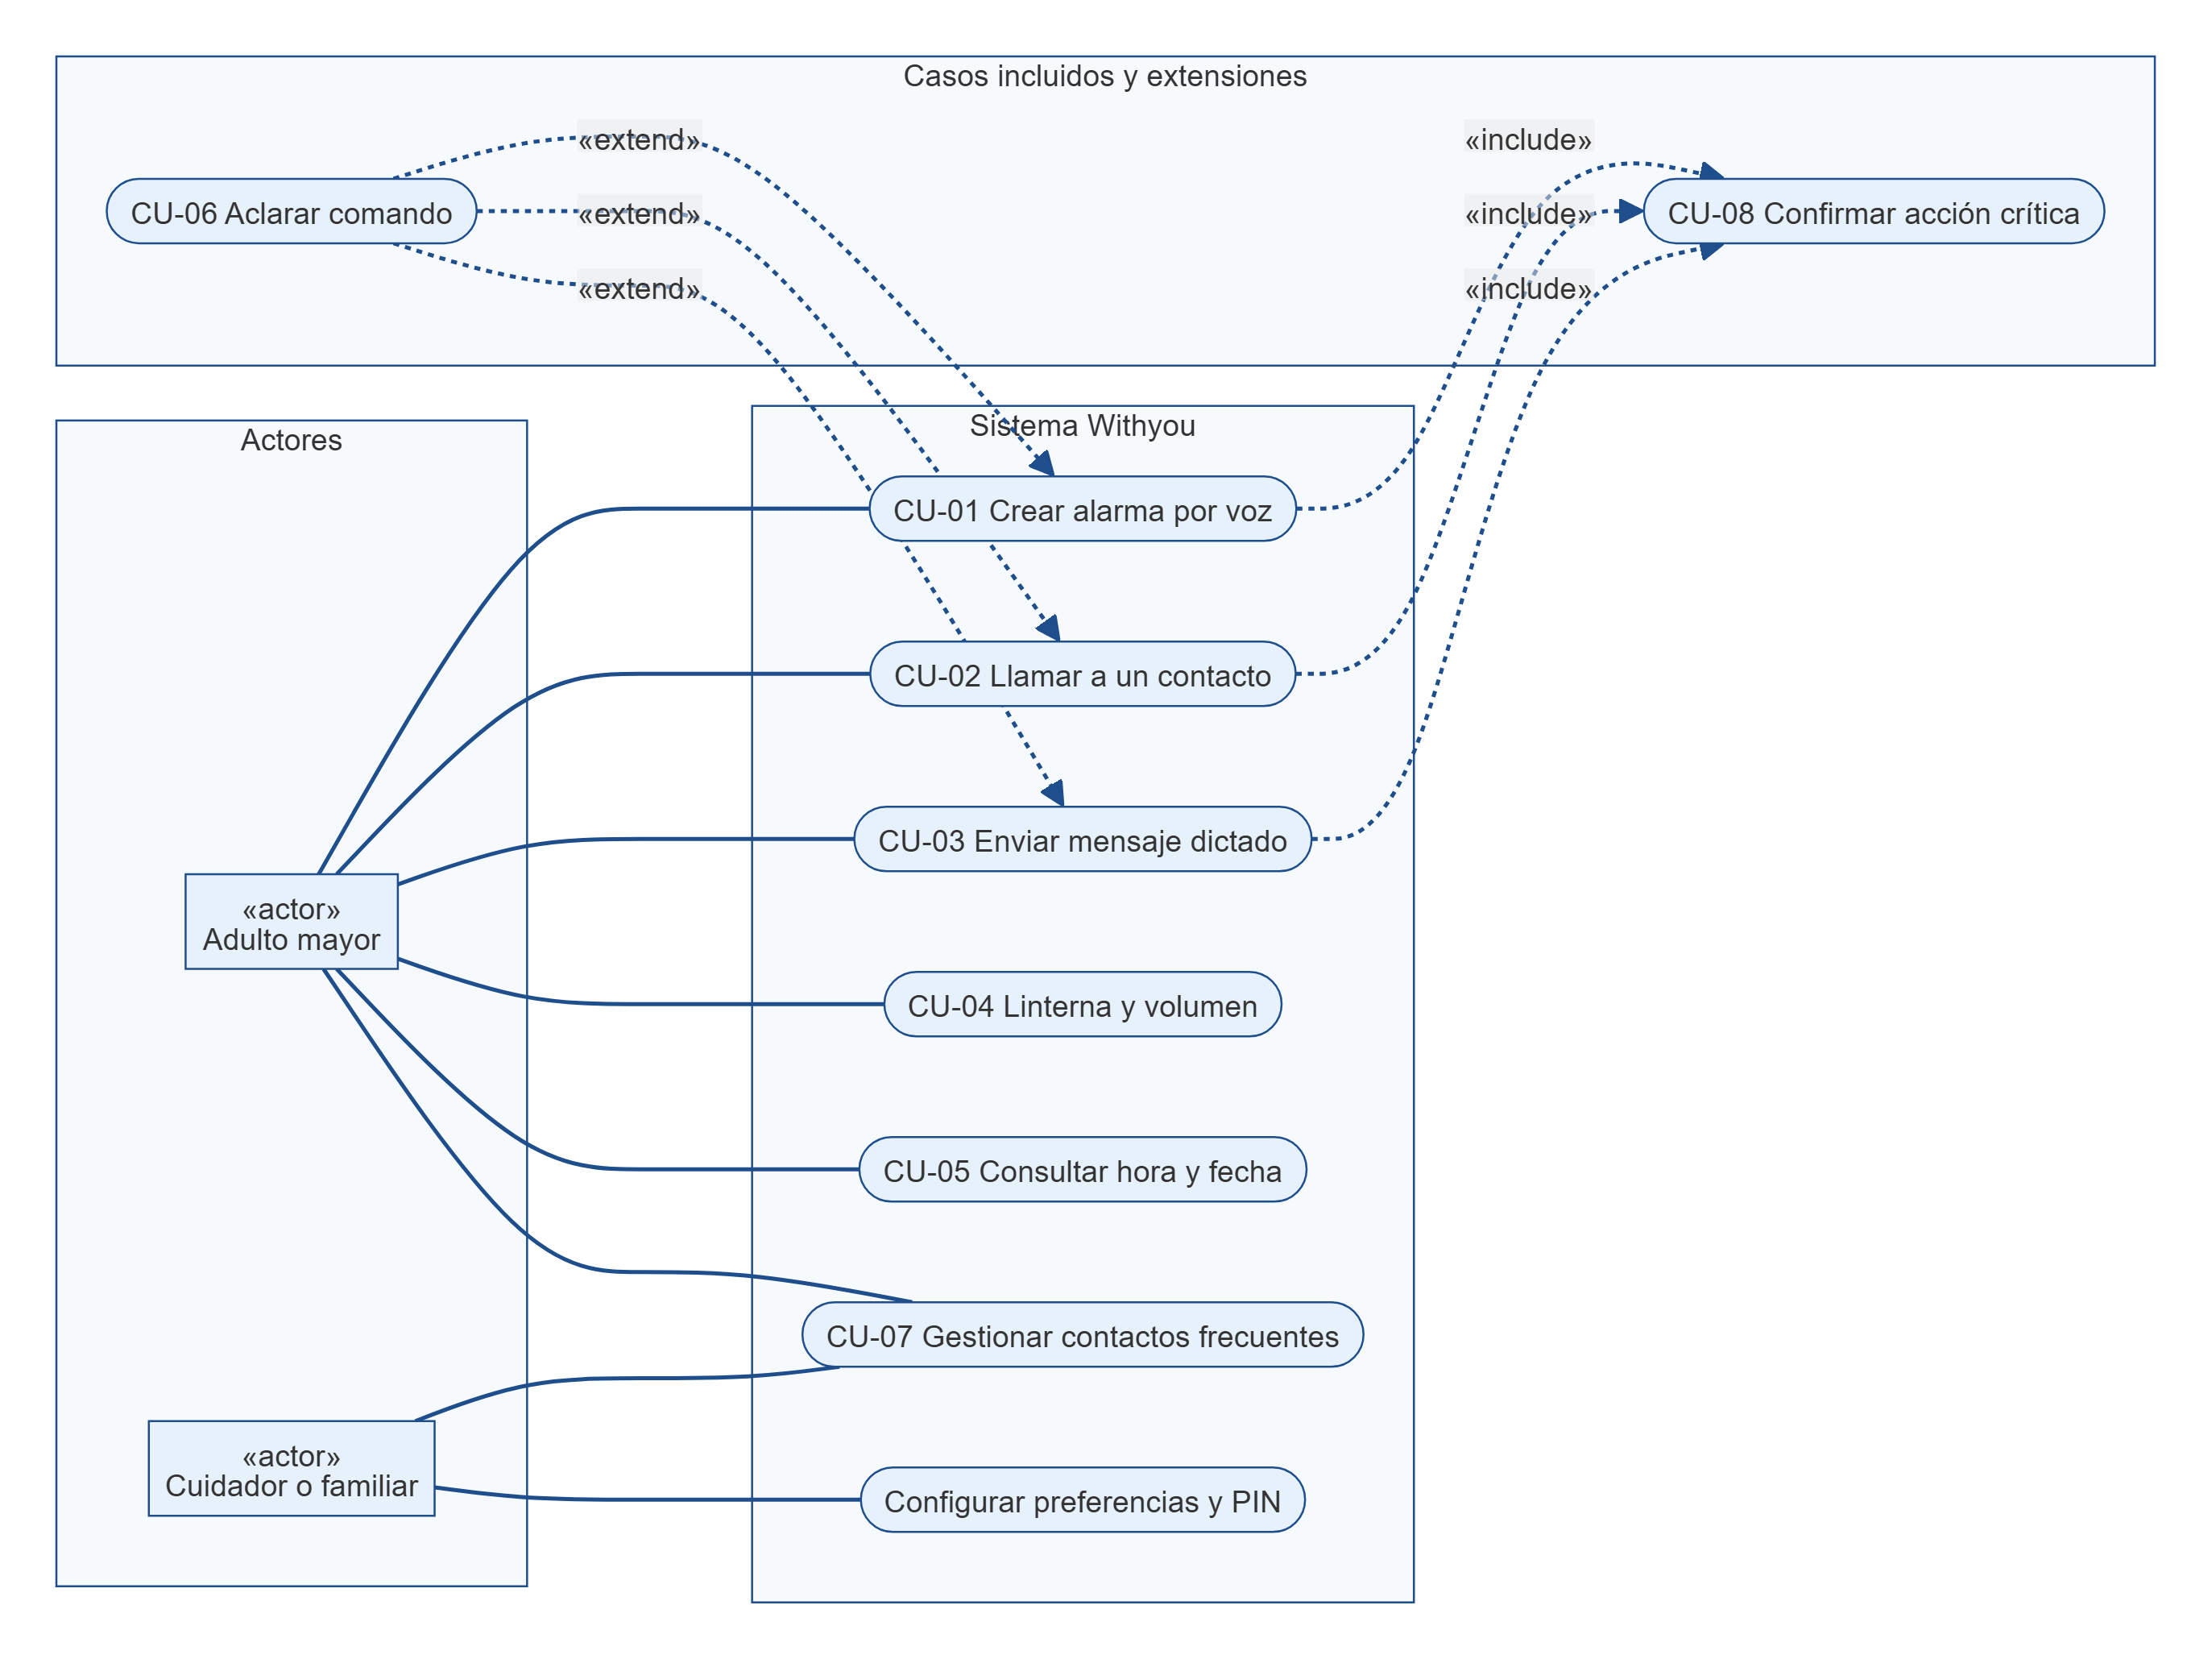 Casos incluidos y extensiones
«extend»
«include»
CU-06 Aclarar comando
«extend»
«include»
CU-08 Confirmar acción crítica
«extend»
«include»
Actores
Sistema Withyou
CU-01 Crear alarma por voz
CU-02 Llamar a un contacto
CU-03 Enviar mensaje dictado
«actor»
Adulto mayor
CU-04 Linterna y volumen
CU-05 Consultar hora y fecha
CU-07 Gestionar contactos frecuentes
«actor»
Cuidador o familiar
Configurar preferencias y PIN